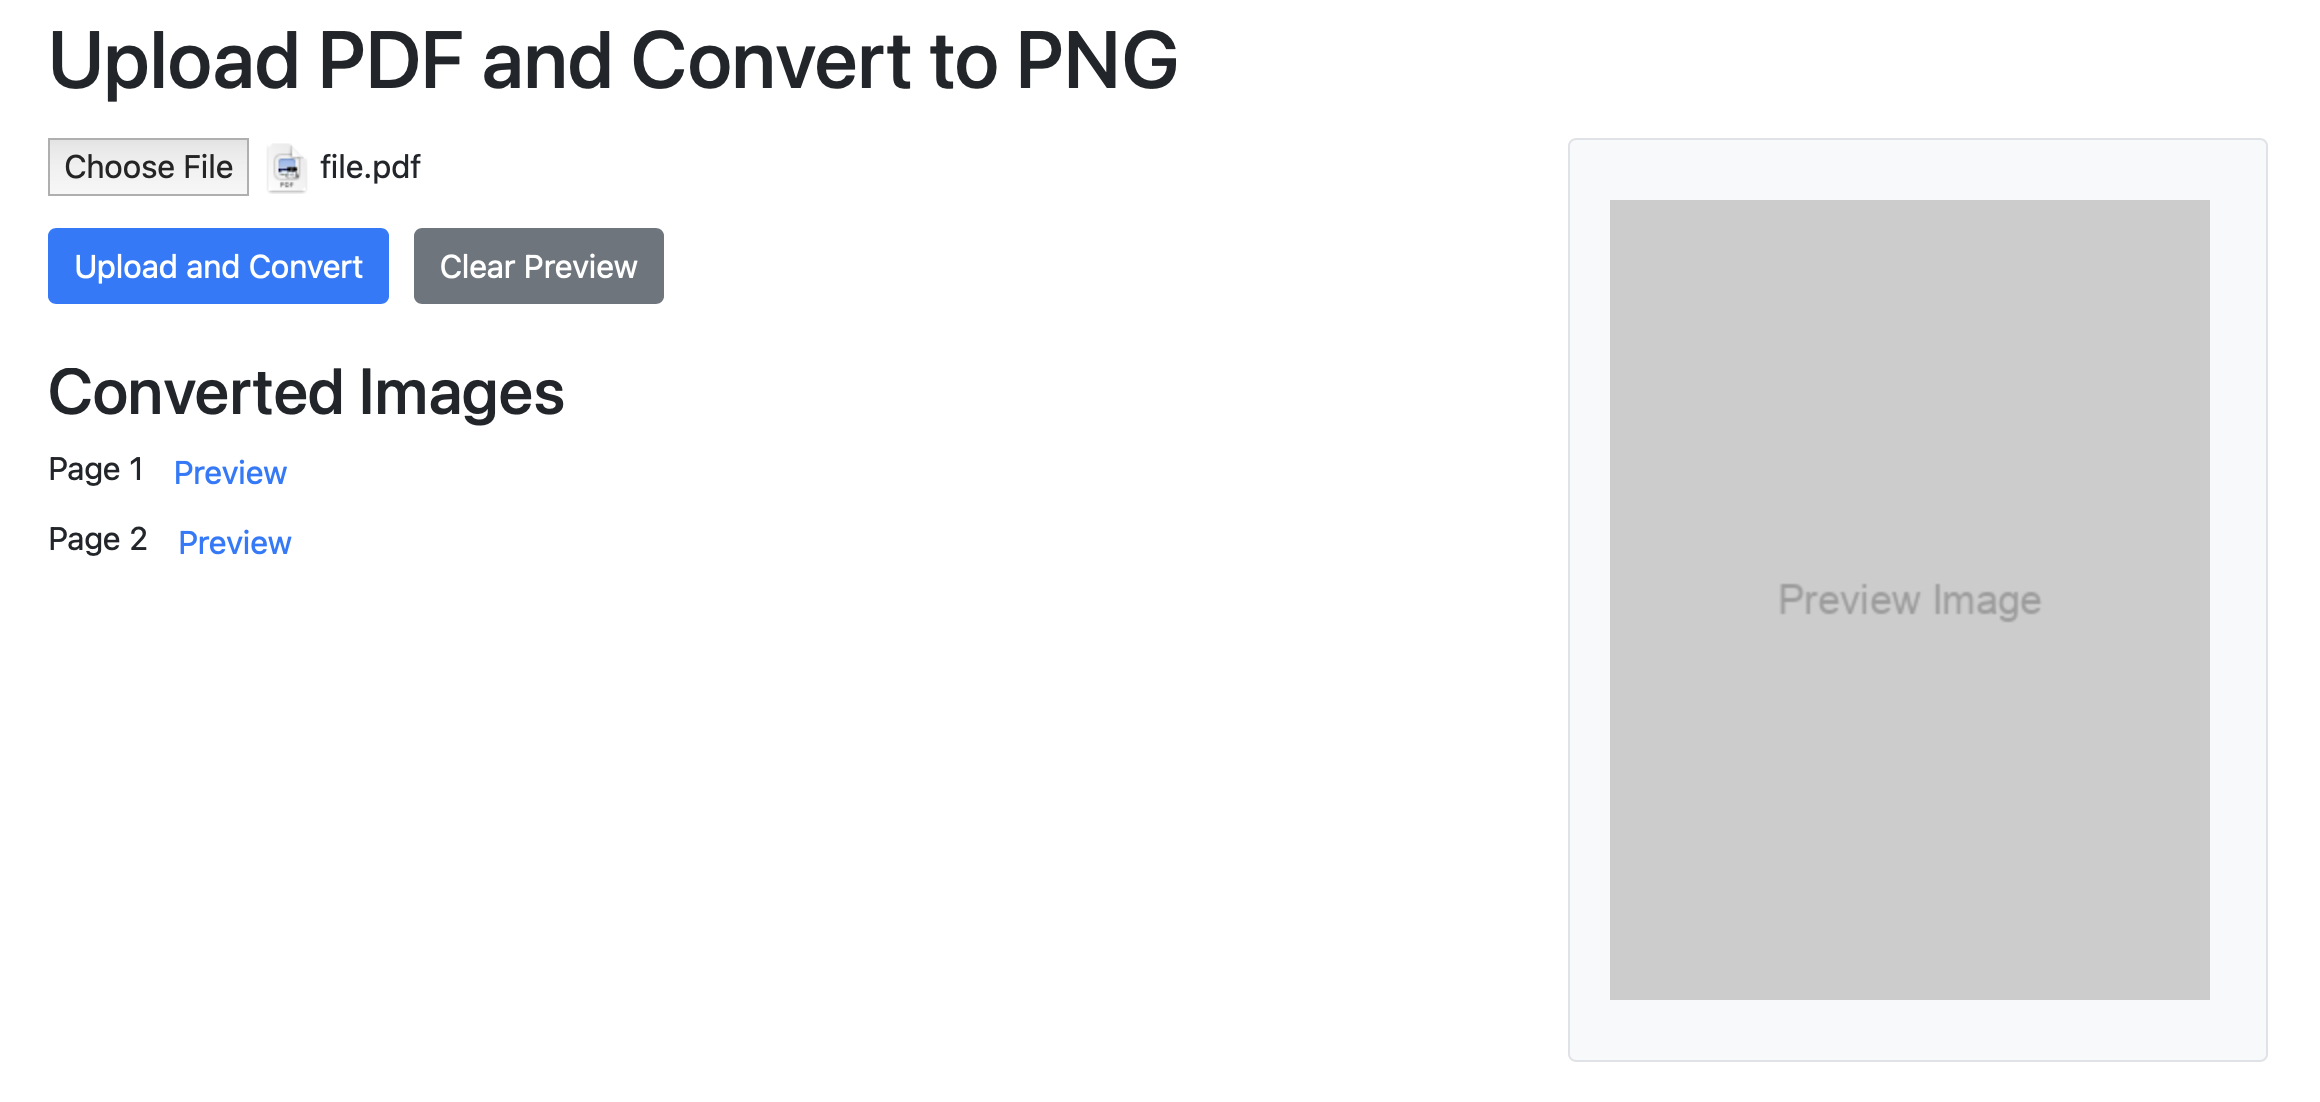 Upload PDF and Convert to PNG
Choose File file.pdf
PDF
Upload and Convert Clear Preview
Converted Images
Page 1 Preview
Page 2 Preview
Preview Image